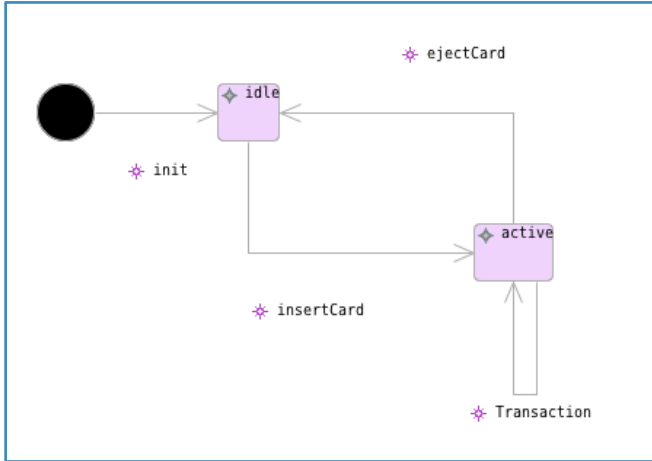 ejectCard
idle
init
active
insertCard
Transaction